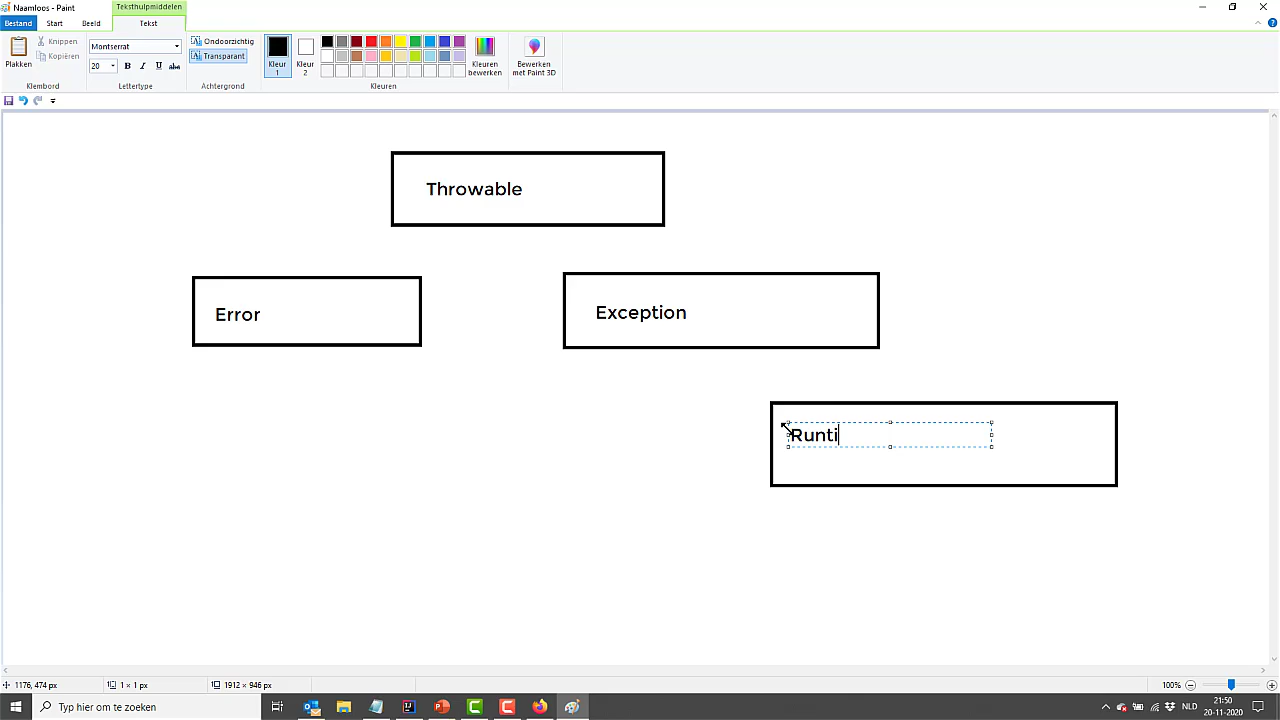 Naamloos - Paint
Teksthulpmiddelen
Bestand Start Beeld Tekst
Plakken
Knippen
Kopiëren
Klembord
Montserrat
20 B I U abc
Lettertype
Ondoorzichtig
Transparant
Achtergrond
Kleur 1
Kleur 2
Kleuren bewerken
Kleuren
Bewerken met Paint 3D
Throwable
Error
Exception
Runti
1176, 474 px
1 × 1 px
1912 × 946 px
100%
Typ hier om te zoeken
NLD
21:50
20-11-2020